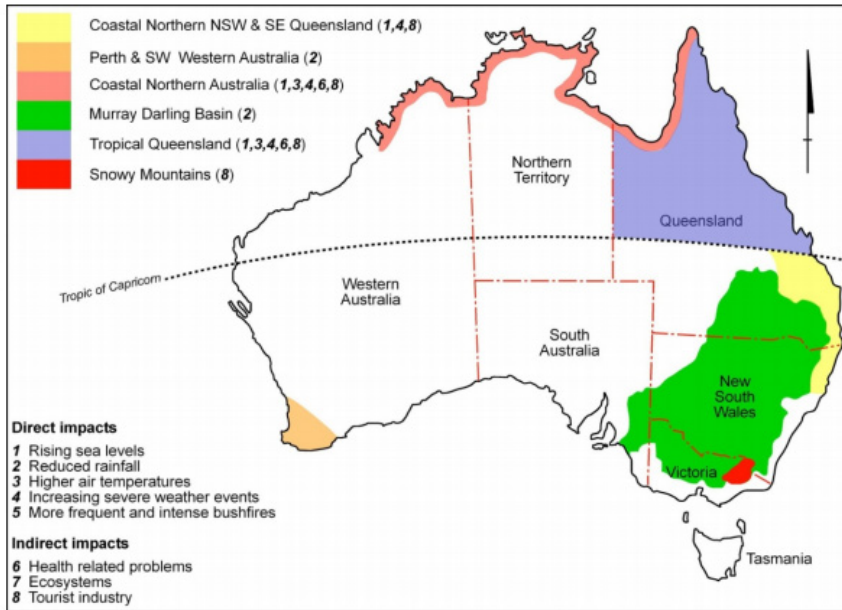 Coastal Northern NSW & SE Queensland (1,4,8)
Perth & SW Western Australia (2)
Coastal Northern Australia (1,3,4,6,8)
Murray Darling Basin (2)
Tropical Queensland (1,3,4,6,8)
Snowy Mountains (8)
Northern
Territory
Queensland
Tropic of Capricorn
Western
Australia
South
Australia
New
South
Wales
Victoria
Tasmania
Direct impacts
1 Rising sea levels
2 Reduced rainfall
3 Higher air temperatures
4 Increasing severe weather events
5 More frequent and intense bushfires
Indirect impacts
6 Health related problems
7 Ecosystems
8 Tourist industry